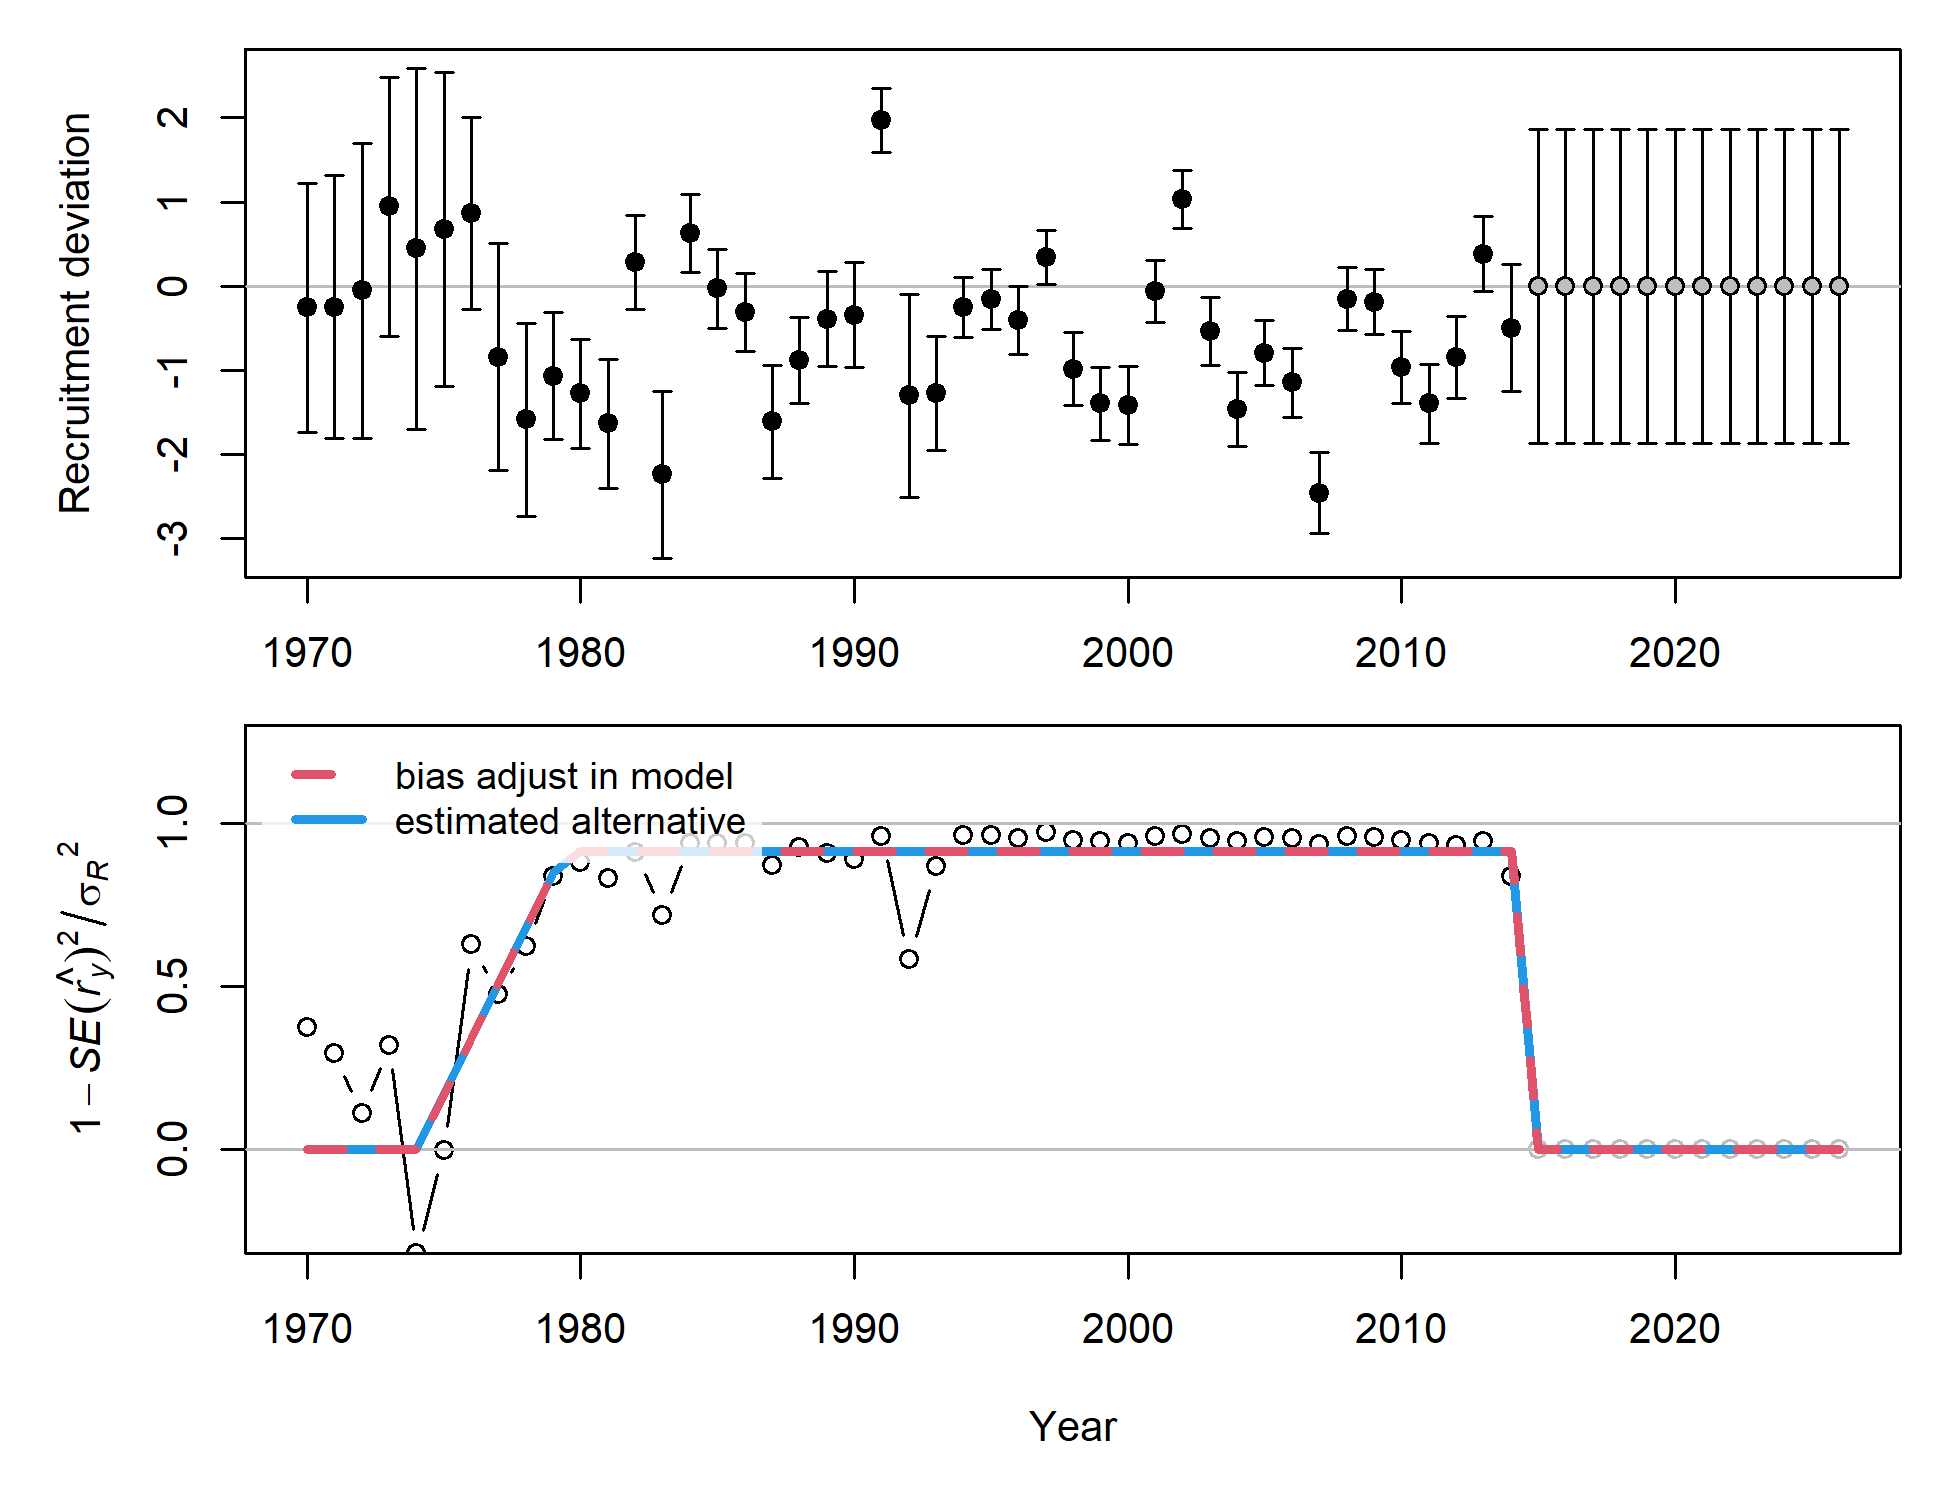 Recruitment deviation
2
1
0
-1
-2
-3
1970 1980 1990 2000 2010 2020
bias adjust in model
estimated alternative
1 − SE(r̂y)² / σR²
1.0
0.5
0.0
1970 1980 1990 2000 2010 2020
Year